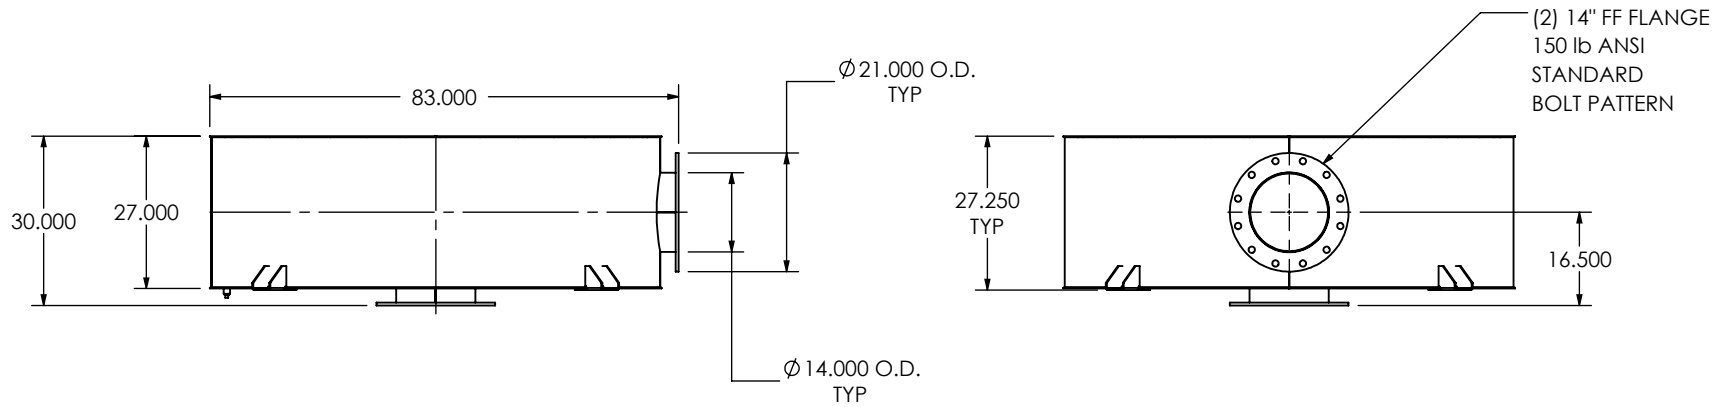 (2) 14" FF FLANGE
150 lb ANSI
STANDARD
BOLT PATTERN
Ø21.000 O.D.
TYP
83.000
30.000
27.000
27.250
TYP
16.500
Ø14.000 O.D.
TYP